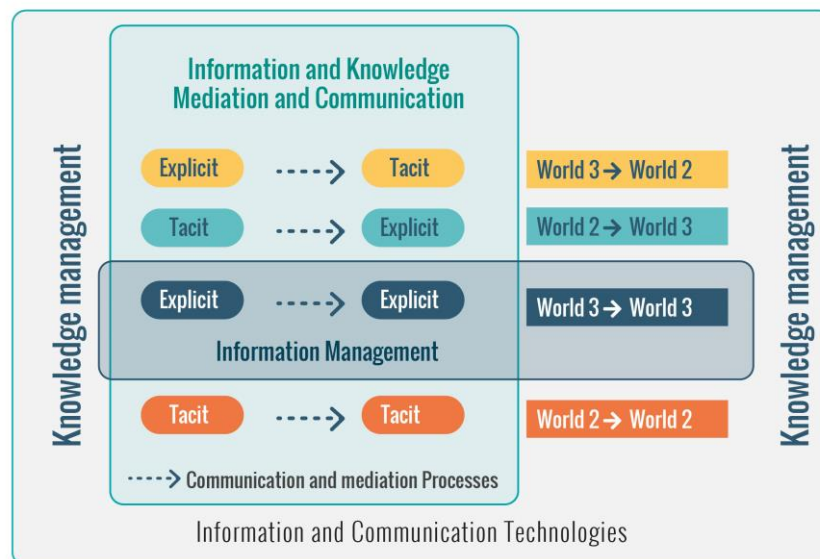 Information and Knowledge
Mediation and Communication
Knowledge management
Explicit
Tacit
World 3 → World 2
Tacit
Explicit
World 2 → World 3
Explicit
Explicit
World 3 → World 3
Information Management
Tacit
Tacit
World 2 → World 2
Communication and mediation Processes
Knowledge management
Information and Communication Technologies